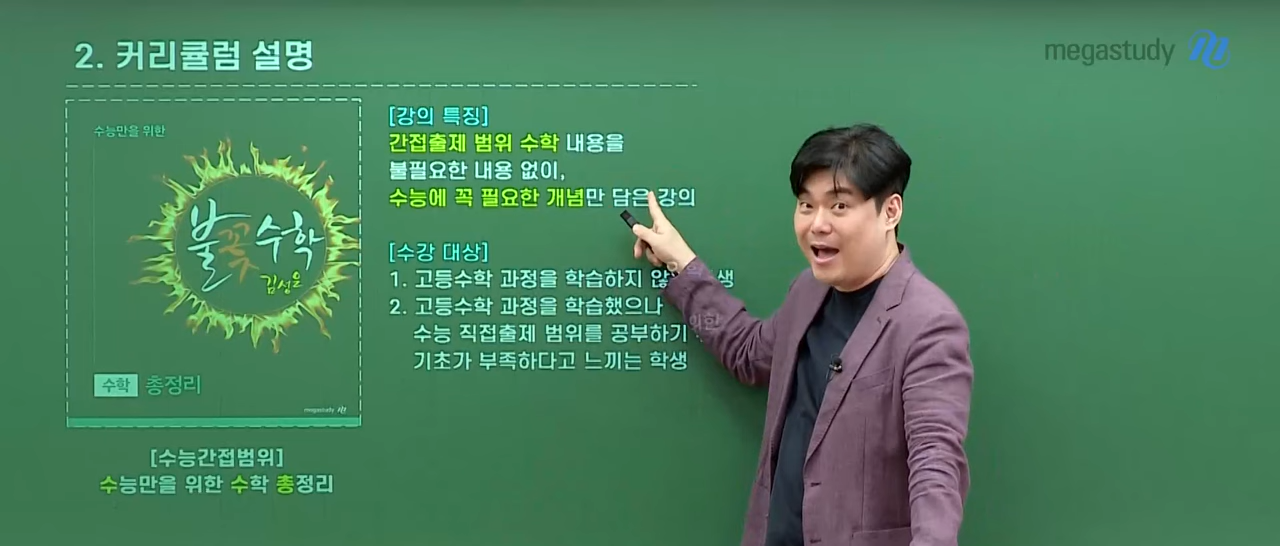 2. 커리큘럼 설명
megastudy
수능만을 위한
불꽃수학
김성은
수학 총정리
megastudy
[수능간접범위]
수능만을 위한 수학 총정리
[강의 특징]
간접출제 범위 수학 내용을
불필요한 내용 없이,
수능에 꼭 필요한 개념만 담은 강의
[수강 대상]
1. 고등수학 과정을 학습하지 생
2. 고등수학 과정을 학습했으나
수능 직접출제 범위를 공부하기
기초가 부족하다고 느끼는 학생